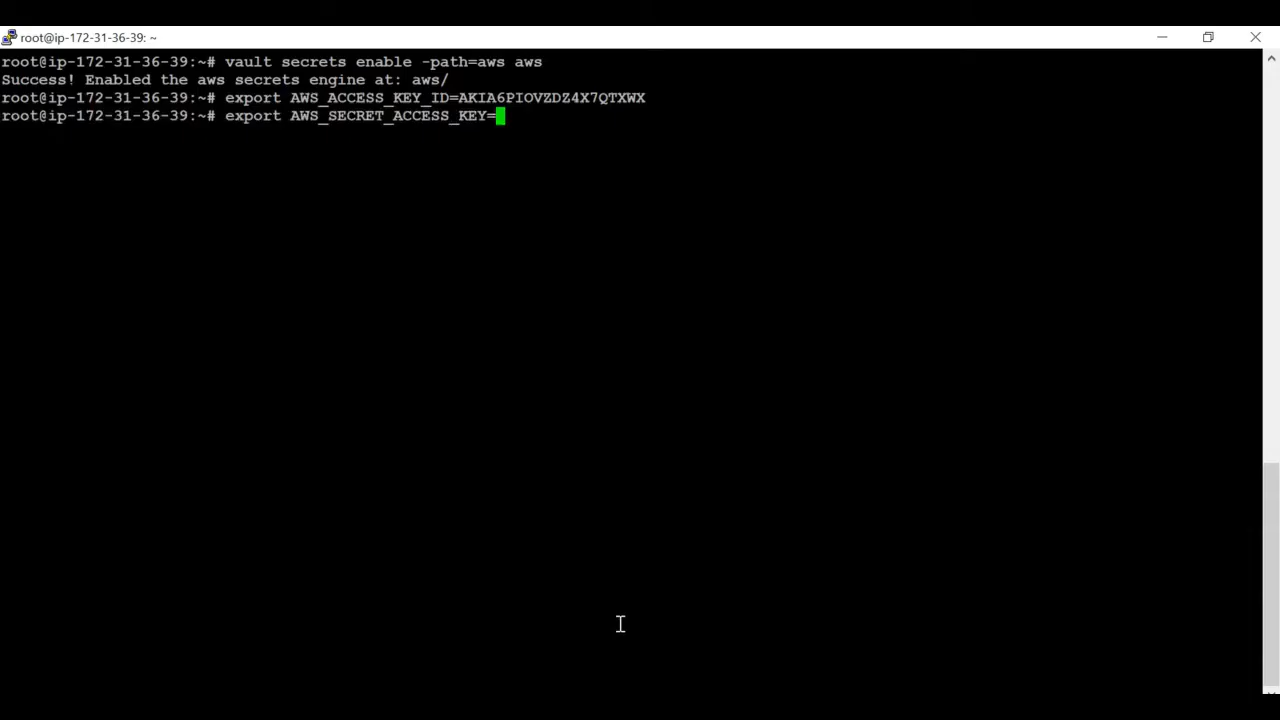 root@ip-172-31-36-39: ~
root@ip-172-31-36-39:~# vault secrets enable -path=aws aws
Success! Enabled the aws secrets engine at: aws/
root@ip-172-31-36-39:~# export AWS_ACCESS_KEY_ID=AKIA6PIOVZDZ4X7QTXWX
root@ip-172-31-36-39:~# export AWS_SECRET_ACCESS_KEY=